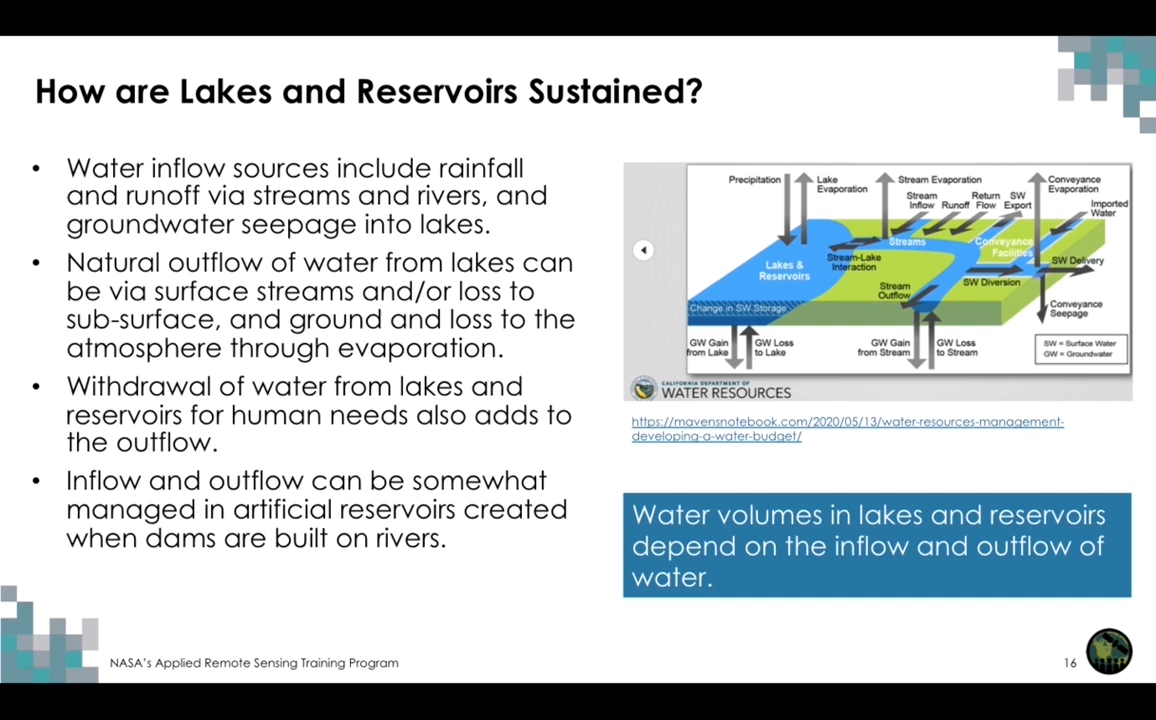 How are Lakes and Reservoirs Sustained?
• Water inflow sources include rainfall
and runoff via streams and rivers, and
groundwater seepage into lakes.
• Natural outflow of water from lakes can
be via surface streams and/or loss to
sub-surface, and ground and loss to the
atmosphere through evaporation.
• Withdrawal of water from lakes and
reservoirs for human needs also adds to
the outflow.
• Inflow and outflow can be somewhat
managed in artificial reservoirs created
when dams are built on rivers.
Precipitation
Lake
Evaporation
Stream Evaporation
Stream
Inflow
Runoff
Return
Flow
SW
Export
Conveyance
Evaporation
Imported
Water
Streams
Conveyance
Facilities
Lakes &
Reservoirs
Stream-Lake
Interaction
SW Delivery
Stream
Outflow
SW Diversion
Change in SW Storage
Conveyance
Seepage
GW Gain
from Lake
GW Loss
to Lake
GW Gain
from Stream
GW Loss
to Stream
SW = Surface Water
GW = Groundwater
CALIFORNIA DEPARTMENT OF
WATER RESOURCES
https://mavensnotebook.com/2020/05/13/water-resources-management-
developing-a-water-budget/
Water volumes in lakes and reservoirs
depend on the inflow and outflow of
water.
NASA's Applied Remote Sensing Training Program
16